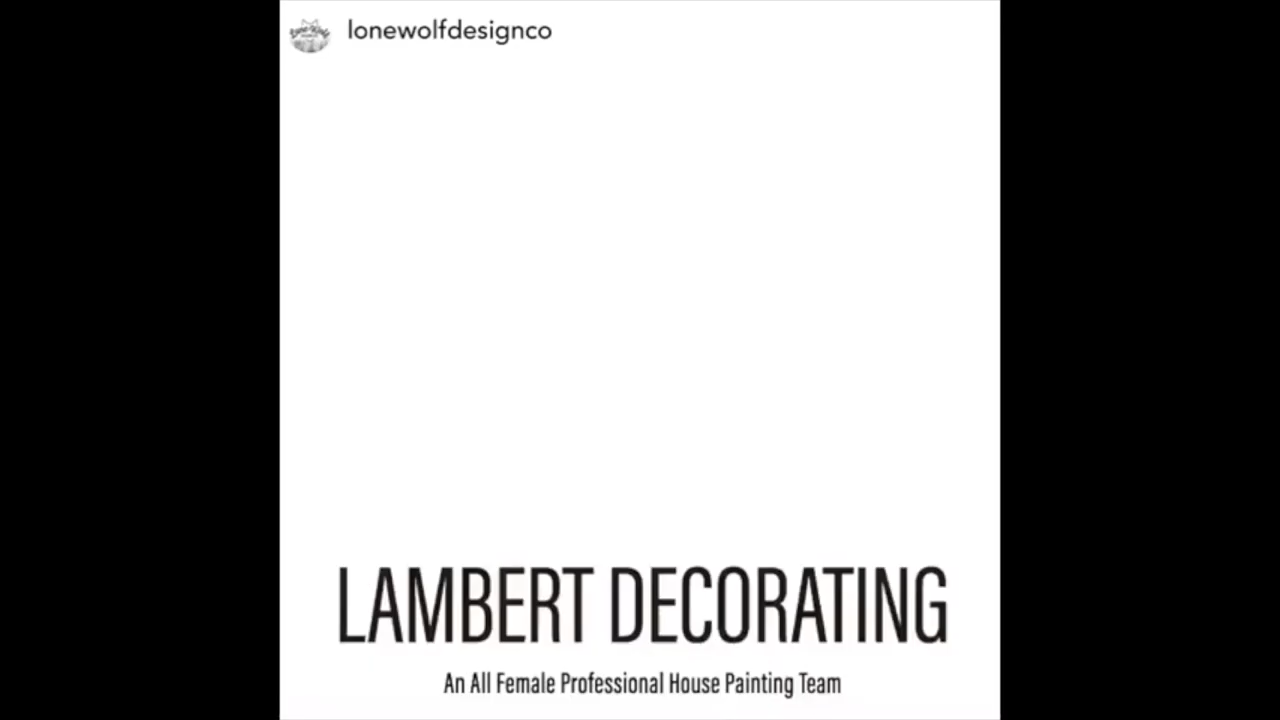 lonewolfdesignco
LAMBERT DECORATING
An All Female Professional House Painting Team